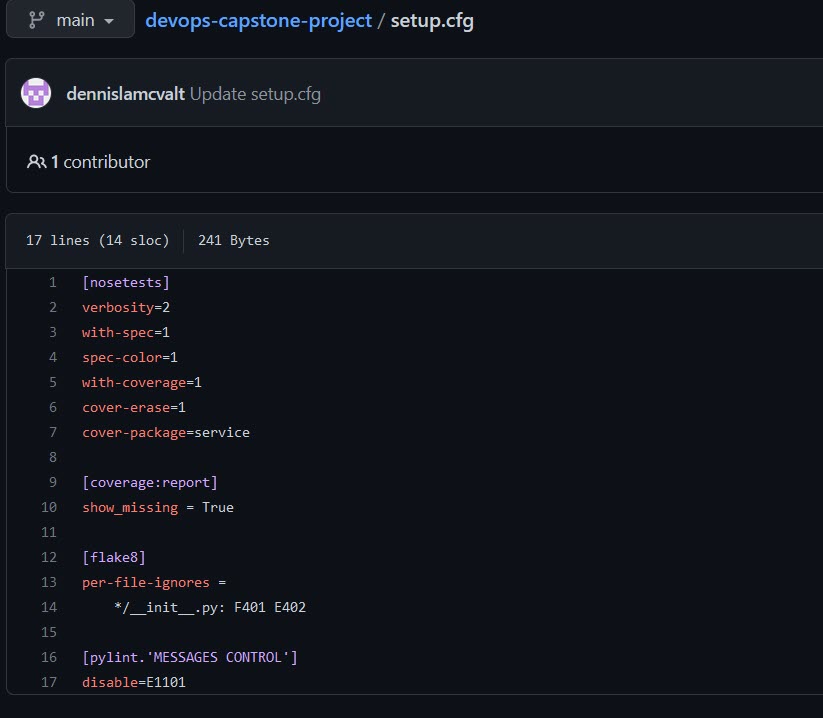 main
devops-capstone-project / setup.cfg
dennislamcvalt Update setup.cfg
1 contributor
17 lines (14 sloc) 241 Bytes
1 [nosetests]
2 verbosity=2
3 with-spec=1
4 spec-color=1
5 with-coverage=1
6 cover-erase=1
7 cover-package=service
8
9 [coverage:report]
10 show_missing = True
11
12 [flake8]
13 per-file-ignores =
14 */__init__.py: F401 E402
15
16 [pylint.'MESSAGES CONTROL']
17 disable=E1101